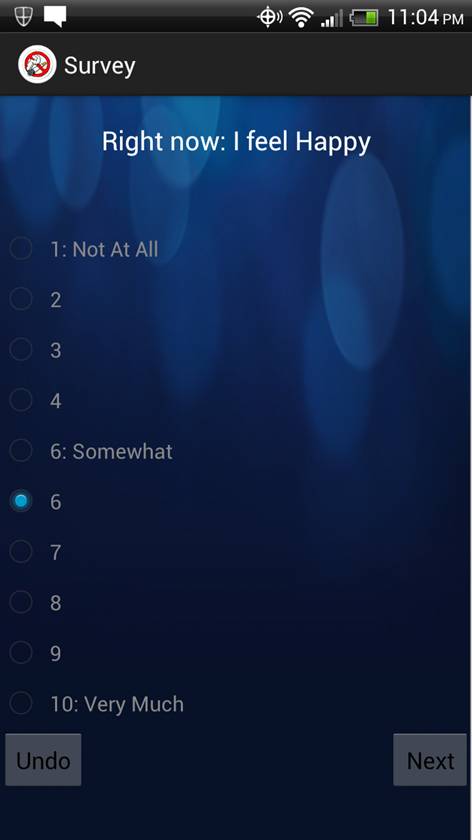 11:04 PM
Survey
Right now: I feel Happy
1: Not At All
2
3
4
6: Somewhat
6
7
8
9
10: Very Much
Undo
Next